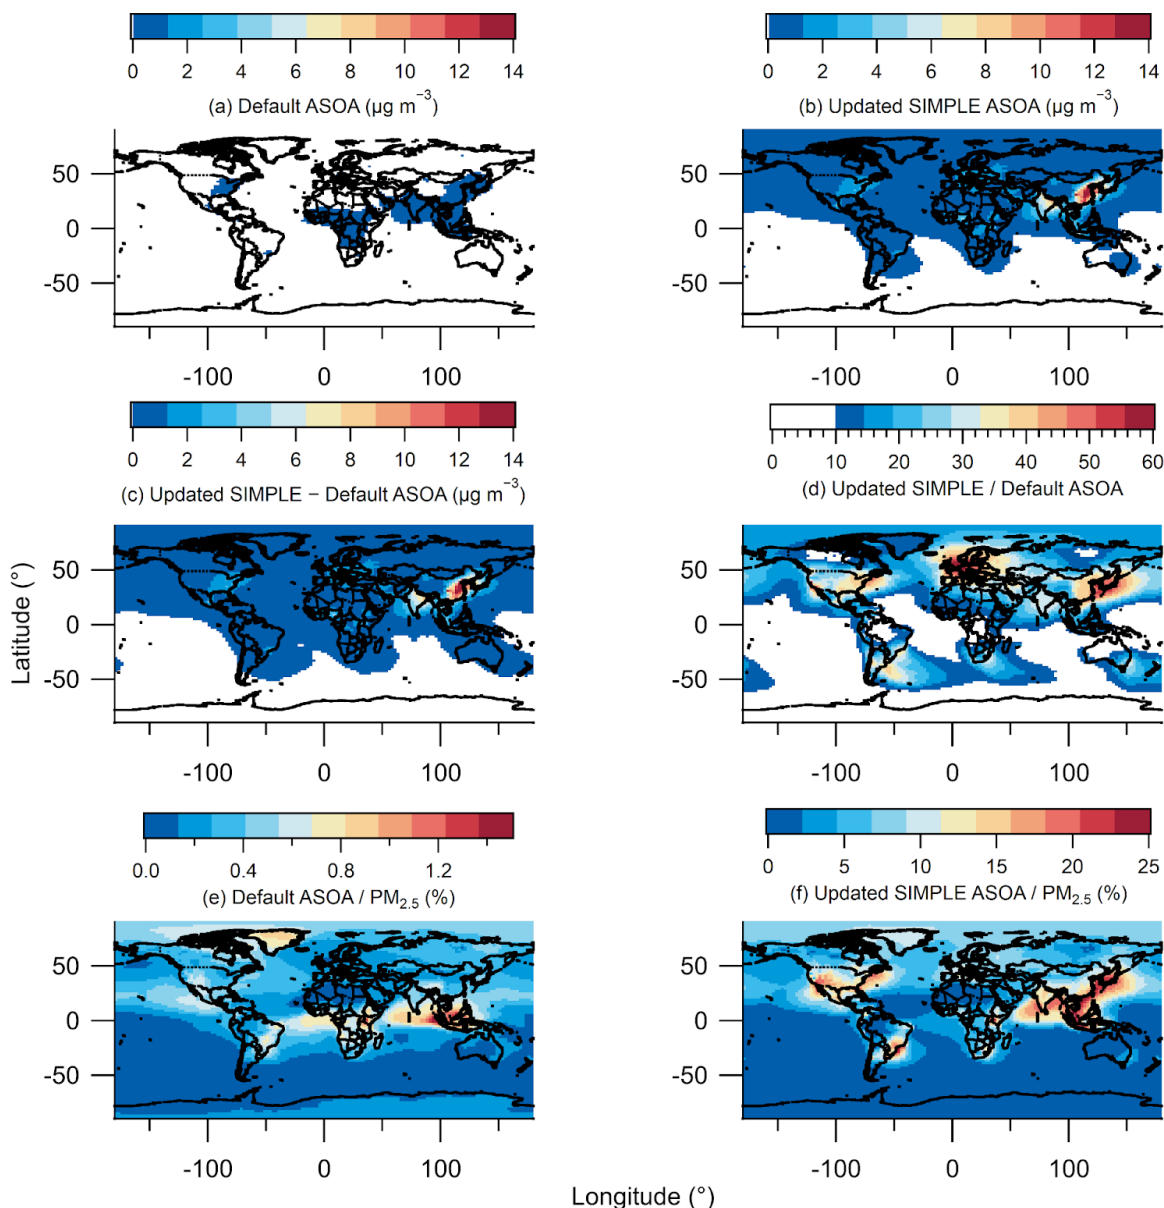 0 2 4 6 8 10 12 14
(a) Default ASOA (µg m⁻³)
50
0
-50
-100 0 100
0 2 4 6 8 10 12 14
(b) Updated SIMPLE ASOA (µg m⁻³)
50
0
-50
-100 0 100
0 2 4 6 8 10 12 14
(c) Updated SIMPLE − Default ASOA (µg m⁻³)
50
0
-50
-100 0 100
0 10 20 30 40 50 60
(d) Updated SIMPLE / Default ASOA
50
0
-50
-100 0 100
Latitude (°)
0.0 0.4 0.8 1.2
(e) Default ASOA / PM₂.₅ (%)
50
0
-50
-100 0 100
0 5 10 15 20 25
(f) Updated SIMPLE ASOA / PM₂.₅ (%)
50
0
-50
-100 0 100
Longitude (°)